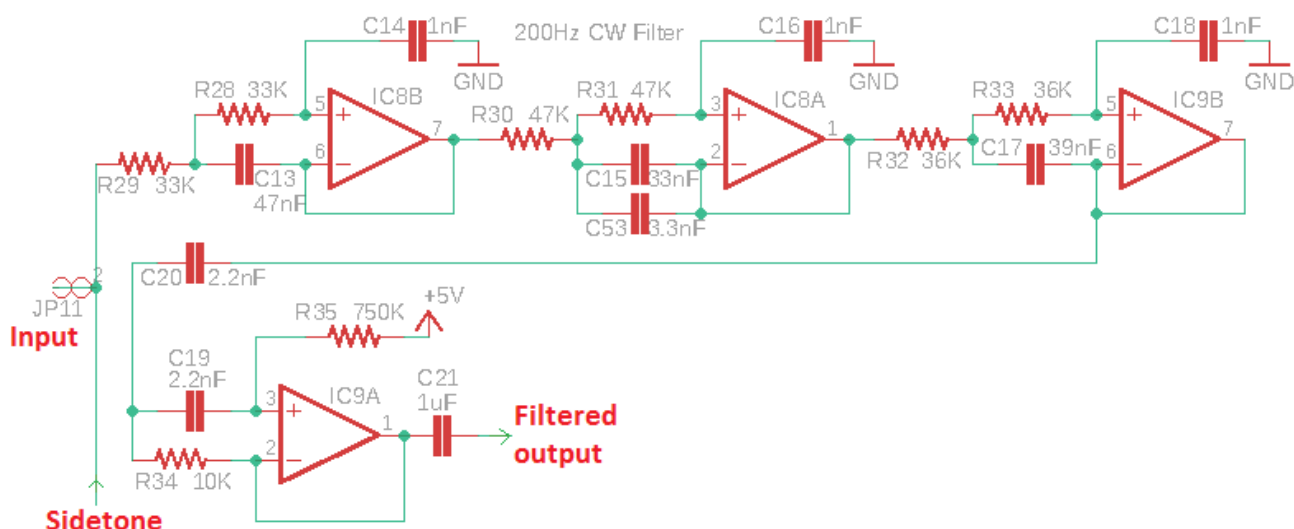 C14 1nF
200Hz CW Filter
C16 1nF
C18 1nF
GND
GND
GND
R28 33K
5
+
6
−
IC8B
7
R29 33K
C13
47nF
R30 47K
R31 47K
3
+
2
−
IC8A
1
C15 33nF
C53 3.3nF
R32 36K
R33 36K
5
+
6
−
IC9B
7
C17 39nF
C20 2.2nF
2
JP11
Input
R35 750K
+5V
C19
2.2nF
3
+
2
−
IC9A
1
C21
1uF
Filtered
output
R34 10K
Sidetone